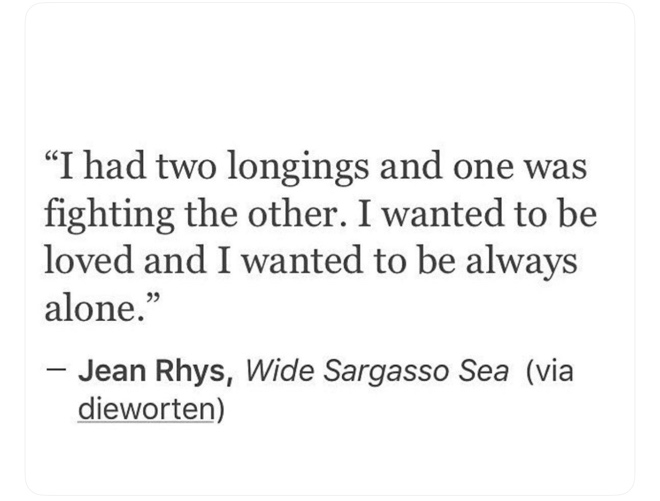 “I had two longings and one was
fighting the other. I wanted to be
loved and I wanted to be always
alone.”
— Jean Rhys, Wide Sargasso Sea (via
dieworten)